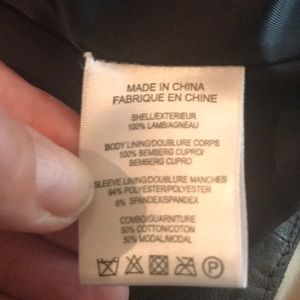 MADE IN CHINA
FABRIQUE EN CHINE
SHELL/EXTERIEUR
100% LAMB/AGNEAU
BODY LINING/DOUBLURE CORPS
100% BEMBERG CUPRO/
BEMBERG CUPRO
SLEEVE LINING/DOUBLURE MANCHES
94% POLYESTER/POLYESTER
6% SPANDEX/SPANDEX
COMBO/GUARNITURE
50% COTTON/COTON
50% MODAL/MODAL
P